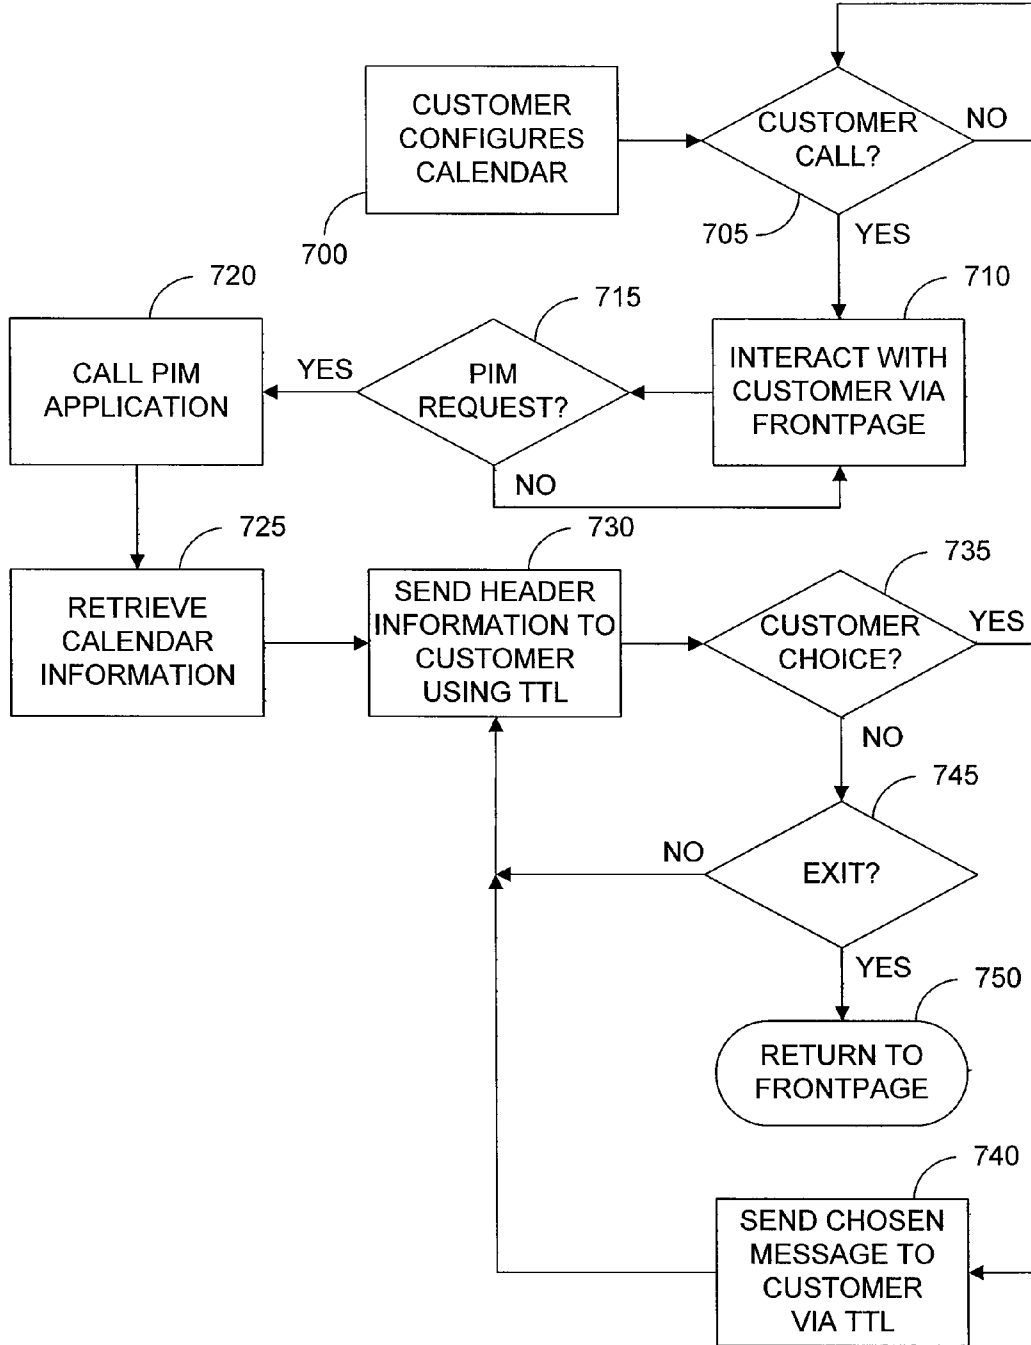 CUSTOMER
CONFIGURES
CALENDAR
700
CUSTOMER
CALL?
NO
705
YES
710
INTERACT WITH
CUSTOMER VIA
FRONTPAGE
715
PIM
REQUEST?
YES
NO
720
CALL PIM
APPLICATION
725
RETRIEVE
CALENDAR
INFORMATION
730
SEND HEADER
INFORMATION TO
CUSTOMER
USING TTL
735
CUSTOMER
CHOICE?
YES
NO
745
EXIT?
NO
YES
750
RETURN TO
FRONTPAGE
740
SEND CHOSEN
MESSAGE TO
CUSTOMER
VIA TTL